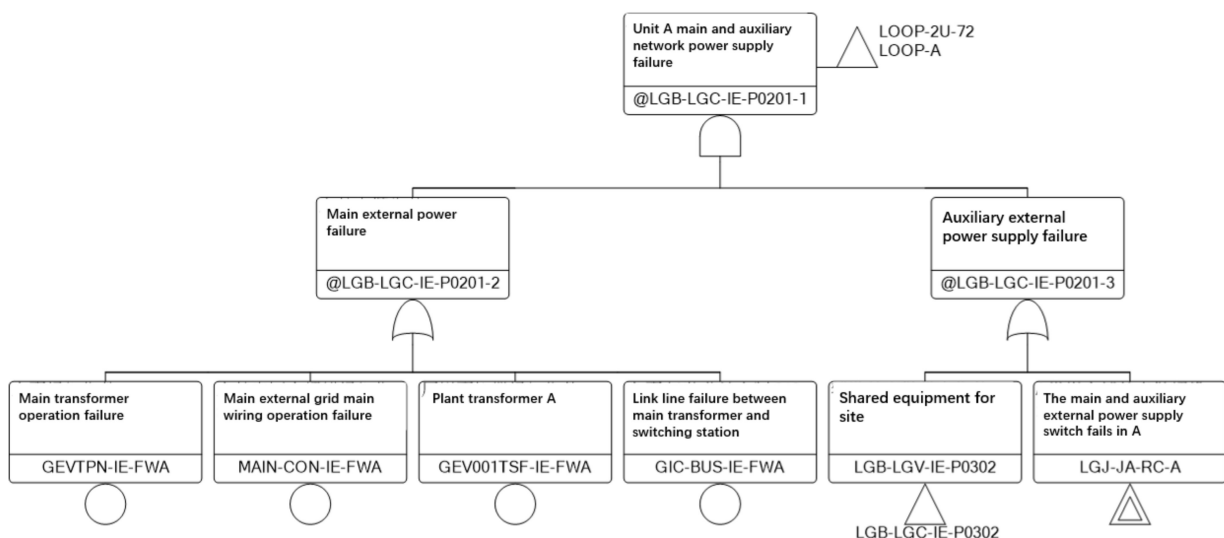 Unit A main and auxiliary
network power supply
failure
@LGB-LGC-IE-P0201-1
LOOP-2U-72
LOOP-A
Main external power
failure
@LGB-LGC-IE-P0201-2
Auxiliary external
power supply failure
@LGB-LGC-IE-P0201-3
Main transformer
operation failure
GEVTPN-IE-FWA
Main external grid main
wiring operation failure
MAIN-CON-IE-FWA
Plant transformer A
GEV001TSF-IE-FWA
Link line failure between
main transformer and
switching station
GIC-BUS-IE-FWA
Shared equipment for
site
LGB-LGV-IE-P0302
LGB-LGC-IE-P0302
The main and auxiliary
external power supply
switch fails in A
LGJ-JA-RC-A